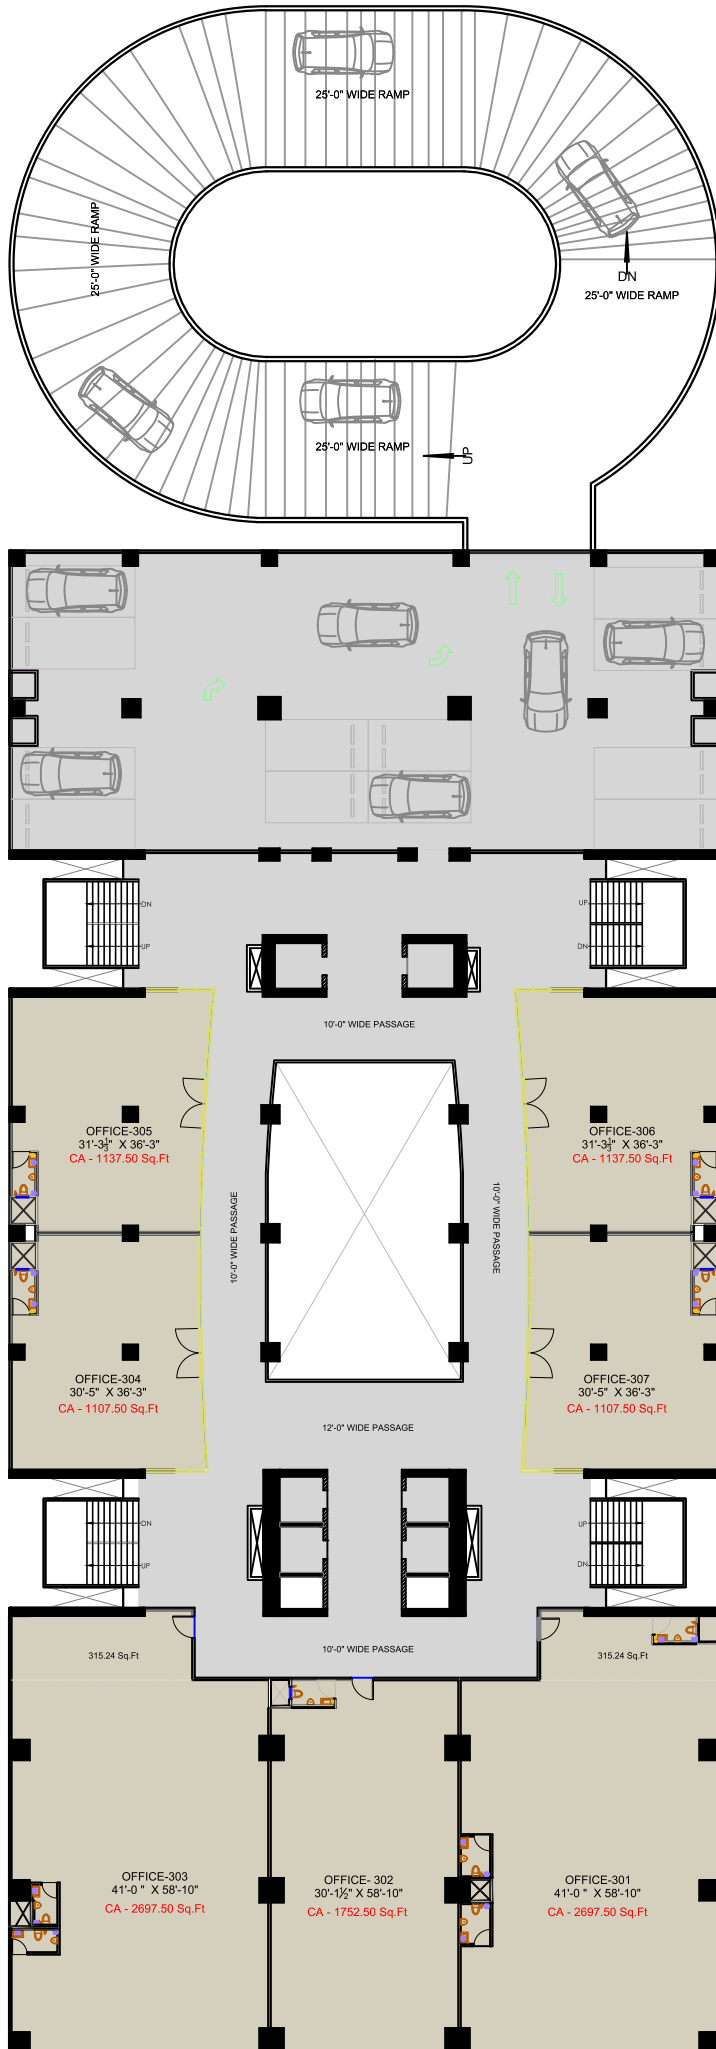 25'-0" WIDE RAMP
25'-0" WIDE RAMP
DN
25'-0" WIDE RAMP
25'-0" WIDE RAMP
UP
DN
UP
UP
DN
10'-0" WIDE PASSAGE
OFFICE-305
31'-3⅓" X 36'-3"
CA - 1137.50 Sq.Ft
OFFICE-306
31'-3⅓" X 36'-3"
CA - 1137.50 Sq.Ft
10'-0" WIDE PASSAGE
10'-0" WIDE PASSAGE
OFFICE-304
30'-5" X 36'-3"
CA - 1107.50 Sq.Ft
OFFICE-307
30'-5" X 36'-3"
CA - 1107.50 Sq.Ft
12'-0" WIDE PASSAGE
DN
UP
UP
DN
10'-0" WIDE PASSAGE
315.24 Sq.Ft
315.24 Sq.Ft
OFFICE-303
41'-0 " X 58'-10"
CA - 2697.50 Sq.Ft
OFFICE- 302
30'-1½" X 58'-10"
CA - 1752.50 Sq.Ft
OFFICE-301
41'-0 " X 58'-10"
CA - 2697.50 Sq.Ft